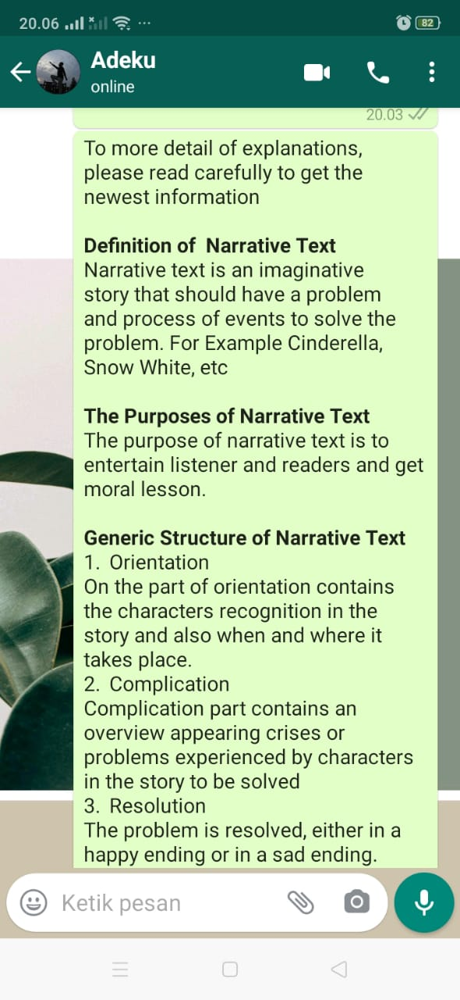 20.06
82
Adeku
online
20.03
To more detail of explanations,
please read carefully to get the
newest information
Definition of  Narrative Text
Narrative text is an imaginative
story that should have a problem
and process of events to solve the
problem. For Example Cinderella,
Snow White, etc
The Purposes of Narrative Text
The purpose of narrative text is to
entertain listener and readers and get
moral lesson.
Generic Structure of Narrative Text
1. Orientation
On the part of orientation contains
the characters recognition in the
story and also when and where it
takes place.
2. Complication
Complication part contains an
overview appearing crises or
problems experienced by characters
in the story to be solved
3. Resolution
The problem is resolved, either in a
happy ending or in a sad ending.
Ketik pesan